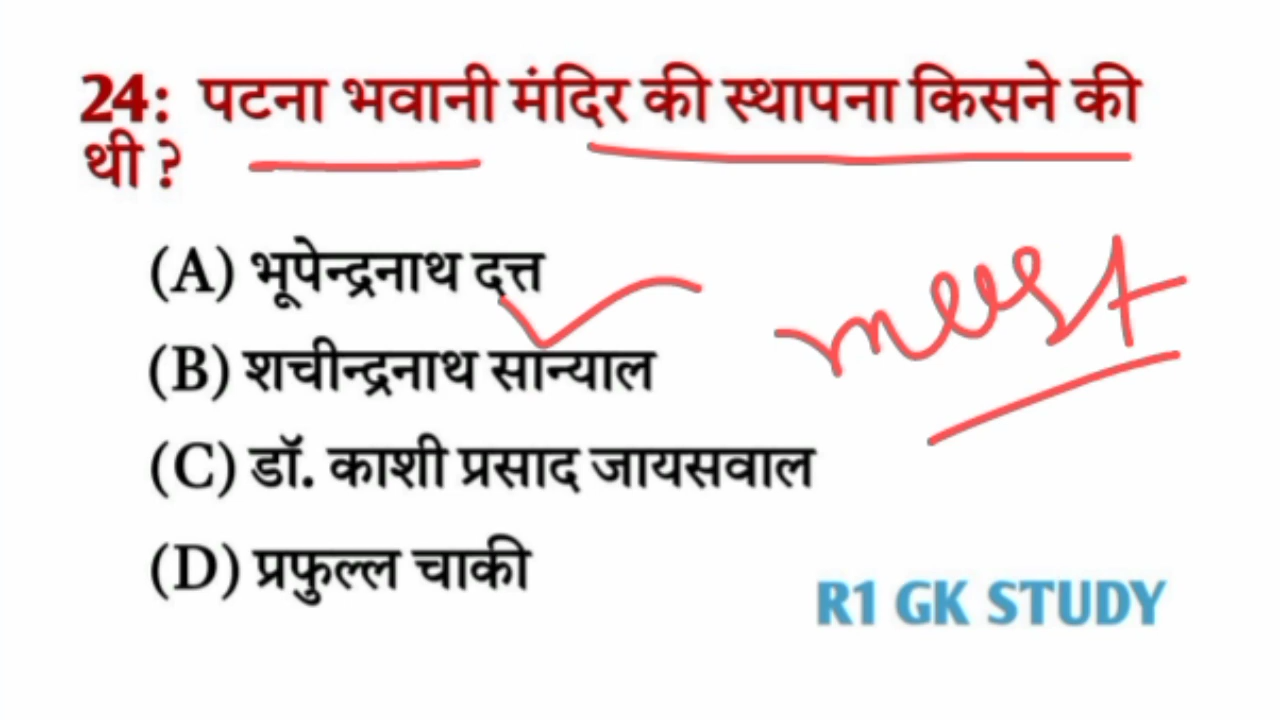 24: पटना भवानी मंदिर की स्थापना किसने की
थी ?
(A) भूपेन्द्रनाथ दत्त
(B) शचीन्द्रनाथ सान्याल
(C) डॉ. काशी प्रसाद जायसवाल
(D) प्रफुल्ल चाकी
R1 GK STUDY